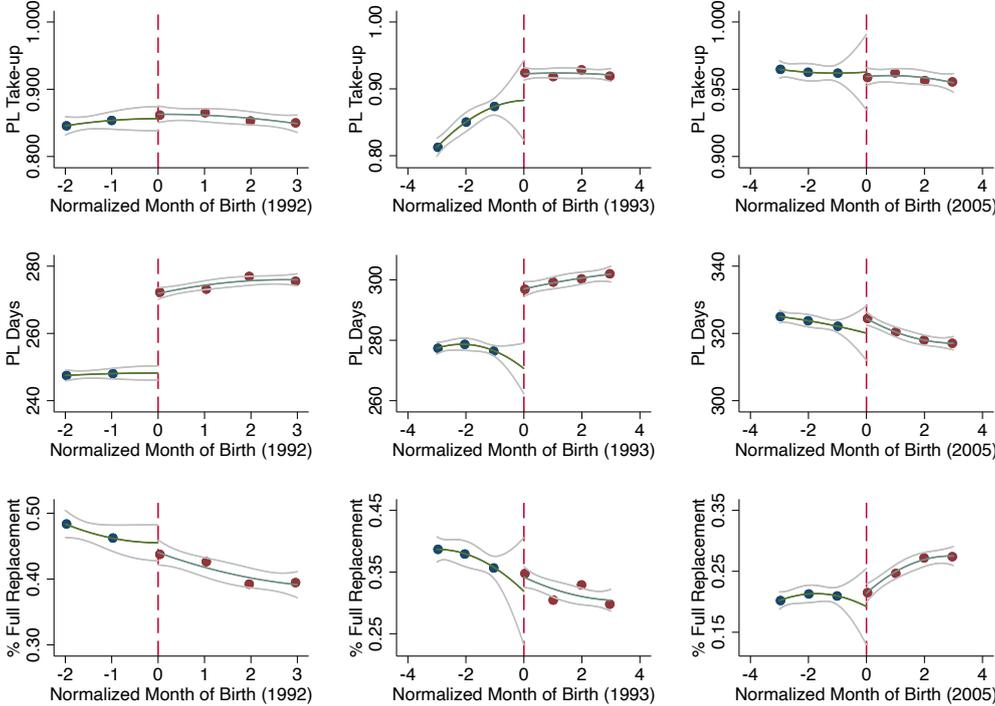 PL Take-up
1.000
0.900
0.800
-2 -1 0 1 2 3
Normalized Month of Birth (1992)
PL Take-up
1.00
0.90
0.80
-4 -2 0 2 4
Normalized Month of Birth (1993)
PL Take-up
1.000
0.950
0.900
-4 -2 0 2 4
Normalized Month of Birth (2005)
PL Days
280
260
240
-2 -1 0 1 2 3
Normalized Month of Birth (1992)
PL Days
300
280
260
-4 -2 0 2 4
Normalized Month of Birth (1993)
PL Days
340
320
300
-4 -2 0 2 4
Normalized Month of Birth (2005)
% Full Replacement
0.50
0.40
0.30
-2 -1 0 1 2 3
Normalized Month of Birth (1992)
% Full Replacement
0.45
0.35
0.25
-4 -2 0 2 4
Normalized Month of Birth (1993)
% Full Replacement
0.35
0.25
0.15
-4 -2 0 2 4
Normalized Month of Birth (2005)